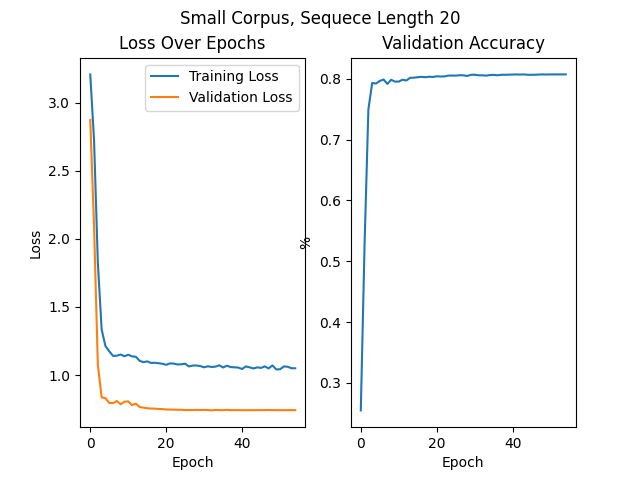 Small Corpus, Sequece Length 20
Loss Over Epochs
Validation Accuracy
Training Loss
Validation Loss
Loss
3.0
2.5
2.0
1.5
1.0
0
20
40
Epoch
%
0.8
0.7
0.6
0.5
0.4
0.3
0
20
40
Epoch